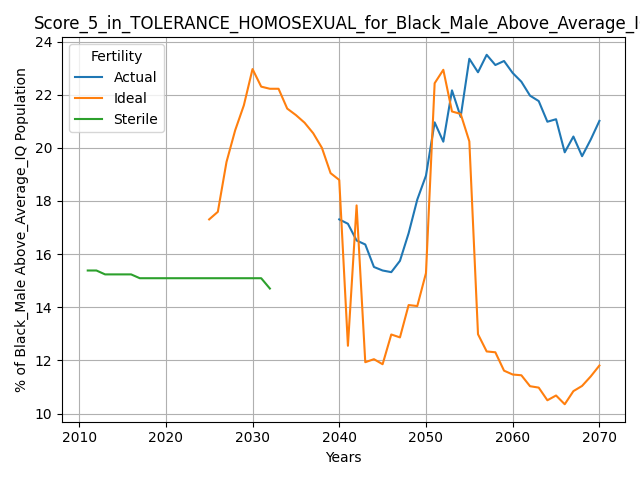 Score_5_in_TOLERANCE_HOMOSEXUAL_for_Black_Male_Above_Average_I
Fertility
Actual
Ideal
Sterile
% of Black_Male Above_Average_IQ Population
24
22
20
18
16
14
12
10
2010 2020 2030 2040 2050 2060 2070
Years